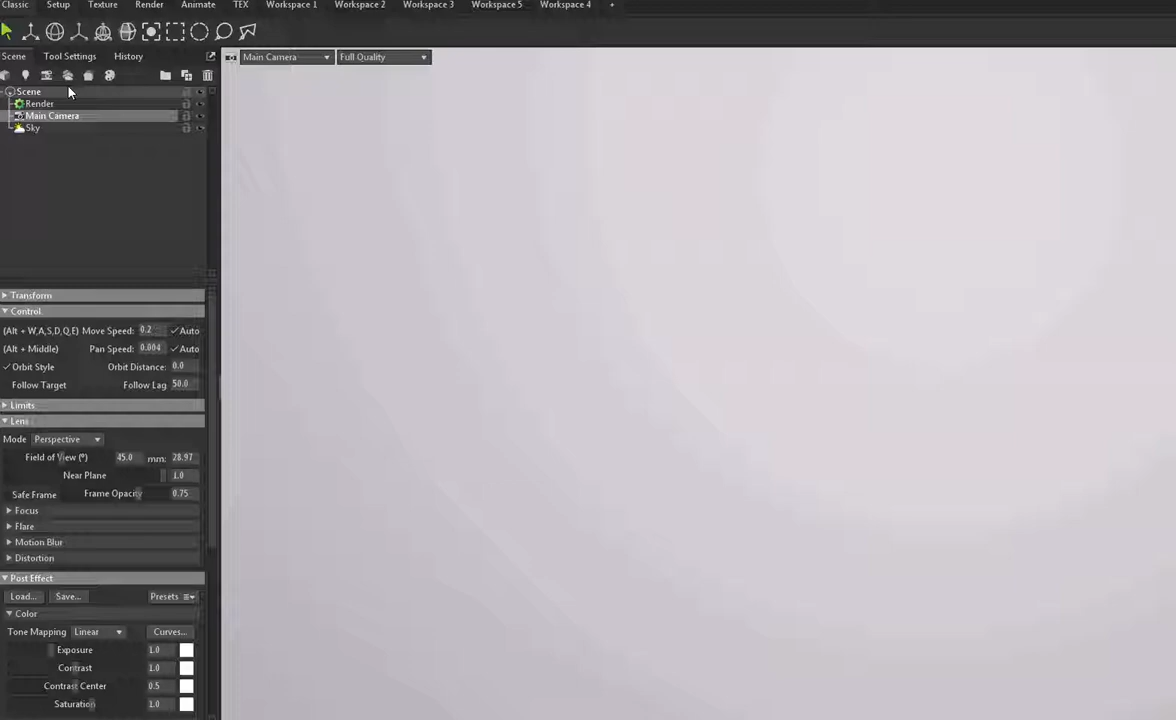 Classic Setup Texture Render Animate TEX Workspace 1 Workspace 2 Workspace 3 Workspace 5 Workspace 4 +
Scene Tool Settings History
Main Camera Full Quality
Scene
Render
Main Camera
Sky
Transform
Control
(Alt + W,A,S,D,Q,E) Move Speed: 0.2 Auto
(Alt + Middle) Pan Speed: 0.004 Auto
Orbit Style Orbit Distance: 0.0
Follow Target Follow Lag 50.0
Limits
Lens
Mode Perspective
Field of View (°) 45.0 mm: 28.97
Near Plane 1.0
Safe Frame Frame Opacity 0.75
Focus
Flare
Motion Blur
Distortion
Post Effect
Load... Save... Presets
Color
Tone Mapping Linear Curves...
Exposure 1.0
Contrast 1.0
Contrast Center 0.5
Saturation 1.0